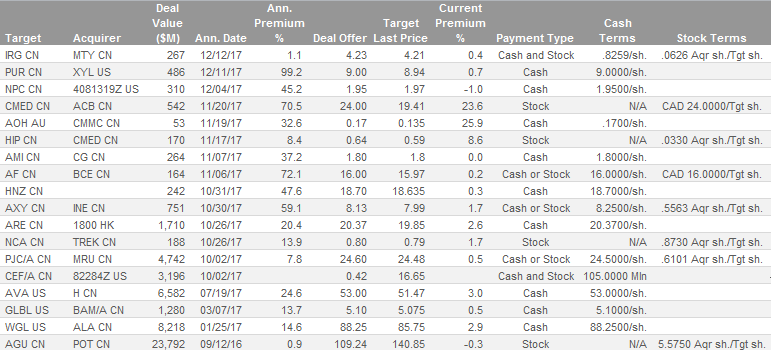 Deal Ann. Current
Value Premium Target Premium Cash
Target Acquirer ($M) Ann. Date % Deal Offer Last Price % Payment Type Terms Stock Terms
IRG CN MTY CN 267 12/12/17 1.1 4.23 4.21 0.4 Cash and Stock .8259/sh. .0626 Aqr sh./Tgt sh.
PUR CN XYL US 486 12/11/17 99.2 9.00 8.94 0.7 Cash 9.0000/sh.
NPC CN 4081319Z US 310 12/04/17 45.2 1.95 1.97 -1.0 Cash 1.9500/sh.
CMED CN ACB CN 542 11/20/17 70.5 24.00 19.41 23.6 Stock N/A CAD 24.0000/Tgt sh.
AOH AU CMMC CN 53 11/19/17 32.6 0.17 0.135 25.9 Cash .1700/sh.
HIP CN CMED CN 170 11/17/17 8.4 0.64 0.59 8.6 Stock N/A .0330 Aqr sh./Tgt sh.
AMI CN CG CN 264 11/07/17 37.2 1.80 1.8 0.0 Cash 1.8000/sh.
AF CN BCE CN 164 11/06/17 72.1 16.00 15.97 0.2 Cash or Stock 16.0000/sh. CAD 16.0000/Tgt sh.
HNZ CN 242 10/31/17 47.6 18.70 18.635 0.3 Cash 18.7000/sh.
AXY CN INE CN 751 10/30/17 59.1 8.13 7.99 1.7 Cash or Stock 8.2500/sh. .5563 Aqr sh./Tgt sh.
ARE CN 1800 HK 1,710 10/26/17 20.4 20.37 19.85 2.6 Cash 20.3700/sh.
NCA CN TREK CN 188 10/26/17 13.9 0.80 0.79 1.7 Stock N/A .8730 Aqr sh./Tgt sh.
PJC/A CN MRU CN 4,742 10/02/17 7.8 24.60 24.48 0.5 Cash or Stock 24.5000/sh. .6101 Aqr sh./Tgt sh.
CEF/A CN 82284Z US 3,196 10/02/17 0.42 16.65 Cash and Stock 105.0000 Mln
AVA US H CN 6,582 07/19/17 24.6 53.00 51.47 3.0 Cash 53.0000/sh.
GLBL US BAM/A CN 1,280 03/07/17 13.7 5.10 5.075 0.5 Cash 5.1000/sh.
WGL US ALA CN 8,218 01/25/17 14.6 88.25 85.75 2.9 Cash 88.2500/sh.
AGU CN POT CN 23,792 09/12/16 0.9 109.24 140.85 -0.3 Stock N/A 5.5750 Aqr sh./Tgt sh.